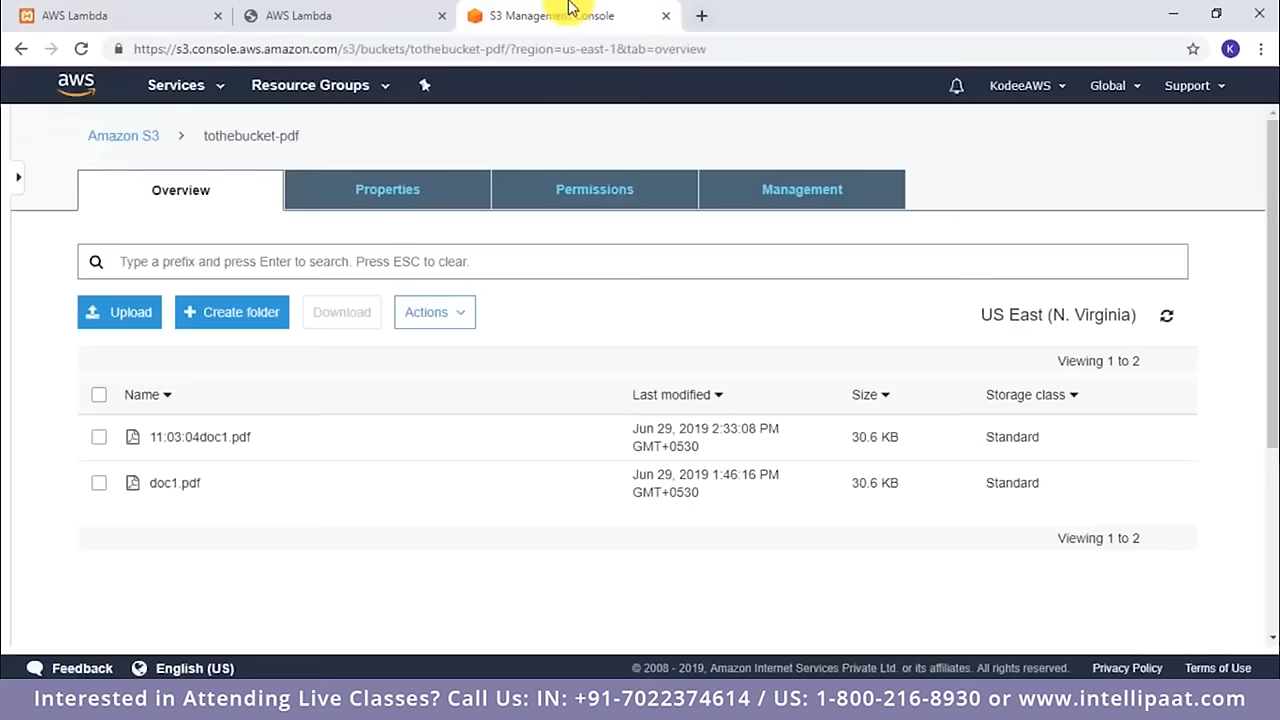 AWS Lambda
AWS Lambda
S3 Management Console
https://s3.console.aws.amazon.com/s3/buckets/tothebucket-pdf/?region=us-east-1&tab=overview
K
aws
Services
Resource Groups
KodeeAWS
Global
Support
Amazon S3
tothebucket-pdf
Overview
Properties
Permissions
Management
Type a prefix and press Enter to search. Press ESC to clear.
Upload
Create folder
Download
Actions
US East (N. Virginia)
Viewing 1 to 2
Name
Last modified
Size
Storage class
11:03:04doc1.pdf
Jun 29, 2019 2:33:08 PM
GMT+0530
30.6 KB
Standard
doc1.pdf
Jun 29, 2019 1:46:16 PM
GMT+0530
30.6 KB
Standard
Viewing 1 to 2
Feedback
English (US)
© 2008 - 2019, Amazon Internet Services Private Ltd. or its affiliates. All rights reserved.
Privacy Policy
Terms of Use
Interested in Attending Live Classes? Call Us: IN: +91-7022374614 / US: 1-800-216-8930 or www.intellipaat.com